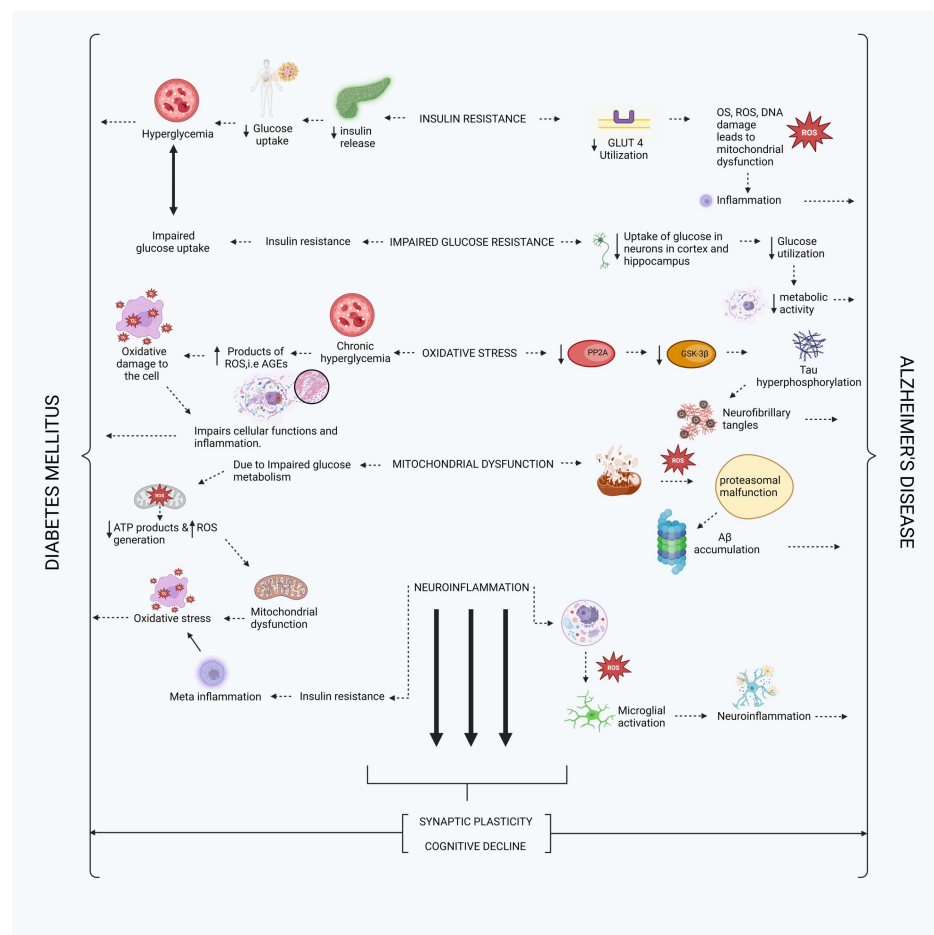 DIABETES MELLITUS
ALZHEIMER'S DISEASE
Hyperglycemia
Glucose
uptake
insulin
release
INSULIN RESISTANCE
GLUT 4
Utilization
OS, ROS, DNA
damage
leads to
mitochondrial
dysfunction
ROS
Inflammation
Impaired
glucose uptake
Insulin resistance
IMPAIRED GLUCOSE RESISTANCE
Uptake of glucose in
neurons in cortex and
hippocampus
Glucose
utilization
metabolic
activity
Oxidative
damage to
the cell
Products of
ROS,i.e AGEs
Chronic
hyperglycemia
OXIDATIVE STRESS
PP2A
GSK-3β
Tau
hyperphosphorylation
Neurofibrillary
tangles
Impairs cellular functions and
inflammation.
Due to Impaired glucose
metabolism
MITOCHONDRIAL DYSFUNCTION
ROS
proteasomal
malfunction
ROS
ATP products & ROS
generation
Aβ
accumulation
Oxidative stress
Mitochondrial
dysfunction
NEUROINFLAMMATION
ROS
Meta inflammation
Insulin resistance
Microglial
activation
Neuroinflammation
SYNAPTIC PLASTICITY
COGNITIVE DECLINE